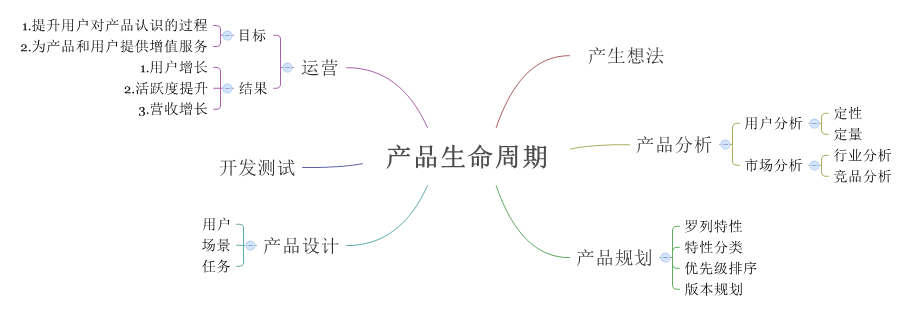 产品生命周期
产生想法
产品分析
用户分析
定性
定量
市场分析
行业分析
竞品分析
产品规划
罗列特性
特性分类
优先级排序
版本规划
产品设计
用户
场景
任务
开发测试
运营
目标
1.提升用户对产品认识的过程
2.为产品和用户提供增值服务
结果
1.用户增长
2.活跃度提升
3.营收增长